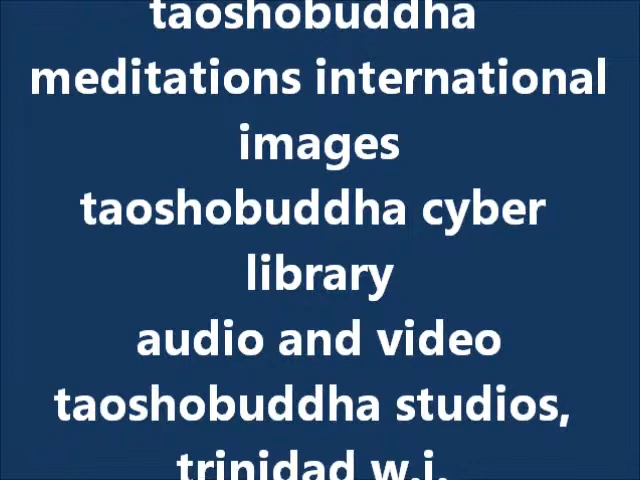 taoshobuddha
meditations international
images
taoshobuddha cyber
library
audio and video
taoshobuddha studios,
trinidad w.i.